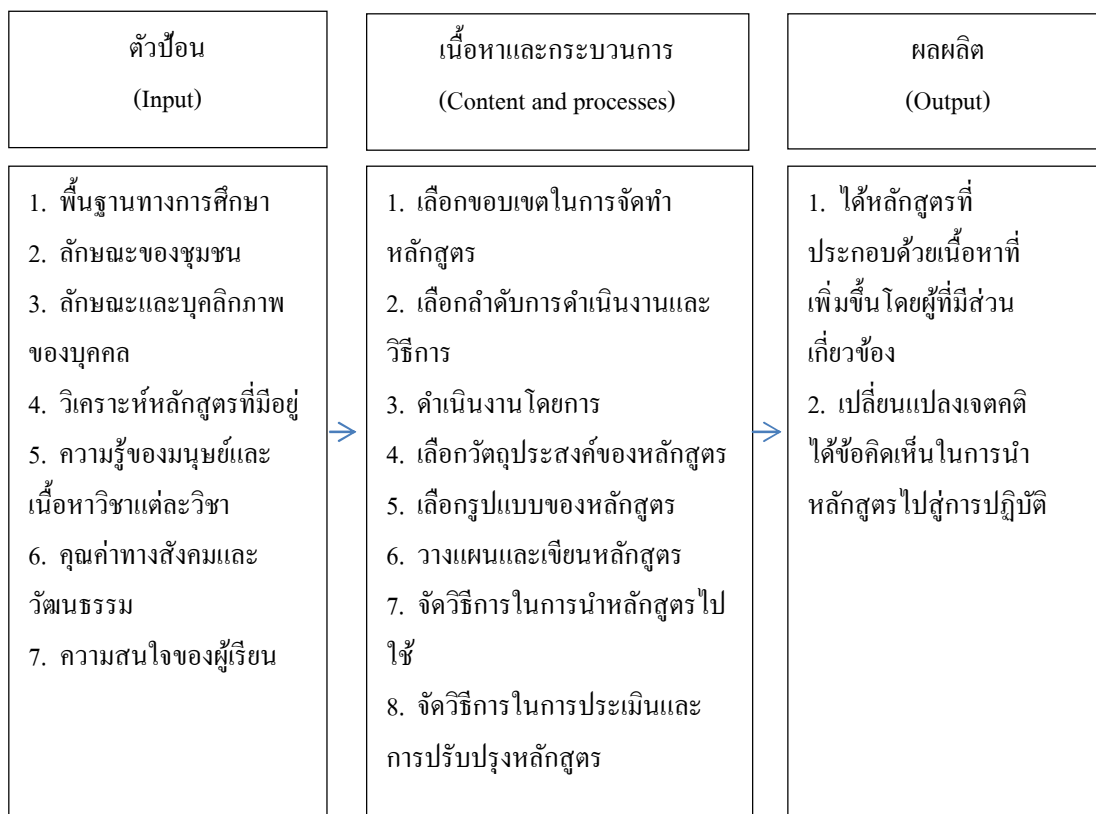 ตัวป้อน
(Input)
เนื้อหาและกระบวนการ
(Content and processes)
ผลผลิต
(Output)
1. พื้นฐานทางการศึกษา
2. ลักษณะของชุมชน
3. ลักษณะและบุคลิกภาพ
ของบุคคล
4. วิเคราะห์หลักสูตรที่มีอยู่
5. ความรู้ของมนุษย์และ
เนื้อหาวิชาแต่ละวิชา
6. คุณค่าทางสังคมและ
วัฒนธรรม
7. ความสนใจของผู้เรียน
1. เลือกขอบเขตในการจัดทำ
หลักสูตร
2. เลือกลำดับการดำเนินงานและ
วิธีการ
3. ดำเนินงานโดยการ
4. เลือกวัตถุประสงค์ของหลักสูตร
5. เลือกรูปแบบของหลักสูตร
6. วางแผนและเขียนหลักสูตร
7. จัดวิธีการในการนำหลักสูตรไป
ใช้
8. จัดวิธีการในการประเมินและ
การปรับปรุงหลักสูตร
1. ได้หลักสูตรที่
ประกอบด้วยเนื้อหาที่
เพิ่มขึ้นโดยผู้ที่มีส่วน
เกี่ยวข้อง
2. เปลี่ยนแปลงเจตคติ
ได้ข้อคิดเห็นในการนำ
หลักสูตรไปสู่การปฏิบัติ